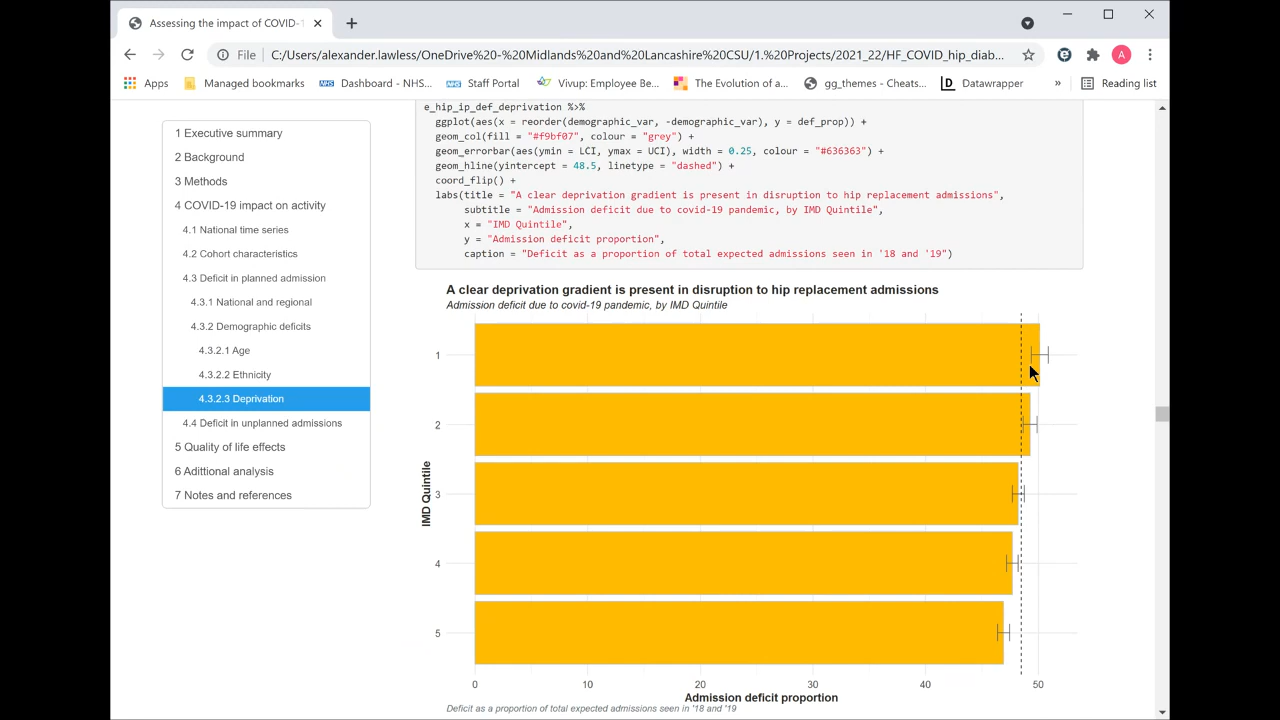 Assessing the impact of COVID-1
File
C:/Users/alexander.lawless/OneDrive%20-%20Midlands%20and%20Lancashire%20CSU/1.%20Projects/2021_22/HF_COVID_hip_diab...
A
Apps
Managed bookmarks
NHS Dashboard - NHS...
NHS Staff Portal
Vivup: Employee Be...
The Evolution of a...
gg_themes - Cheats...
D Datawrapper
»
Reading list
1 Executive summary
2 Background
3 Methods
4 COVID-19 impact on activity
4.1 National time series
4.2 Cohort characteristics
4.3 Deficit in planned admission
4.3.1 National and regional
4.3.2 Demographic deficits
4.3.2.1 Age
4.3.2.2 Ethnicity
4.3.2.3 Deprivation
4.4 Deficit in unplanned admissions
5 Quality of life effects
6 Addittional analysis
7 Notes and references
e_hip_ip_def_deprivation %>%
ggplot(aes(x = reorder(demographic_var, -demographic_var), y = def_prop)) +
geom_col(fill = "#f9bf07", colour = "grey") +
geom_errorbar(aes(ymin = LCI, ymax = UCI), width = 0.25, colour = "#636363") +
geom_hline(yintercept = 48.5, linetype = "dashed") +
coord_flip() +
labs(title = "A clear deprivation gradient is present in disruption to hip replacement admissions",
subtitle = "Admission deficit due to covid-19 pandemic, by IMD Quintile",
x = "IMD Quintile",
y = "Admission deficit proportion",
caption = "Deficit as a proportion of total expected admissions seen in '18 and '19")
A clear deprivation gradient is present in disruption to hip replacement admissions
Admission deficit due to covid-19 pandemic, by IMD Quintile
IMD Quintile
1
2
3
4
5
0 10 20 30 40 50
Admission deficit proportion
Deficit as a proportion of total expected admissions seen in '18 and '19